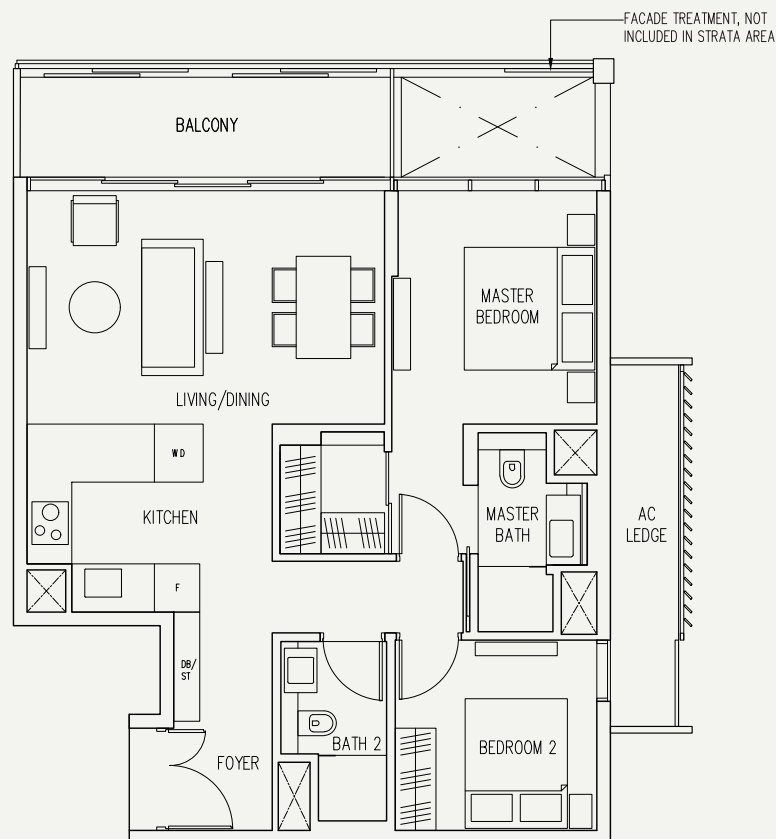 FACADE TREATMENT, NOT
INCLUDED IN STRATA AREA
BALCONY
MASTER
BEDROOM
LIVING/DINING
WD
KITCHEN
MASTER
BATH
AC
LEDGE
F
DB/
ST
BATH 2
BEDROOM 2
FOYER